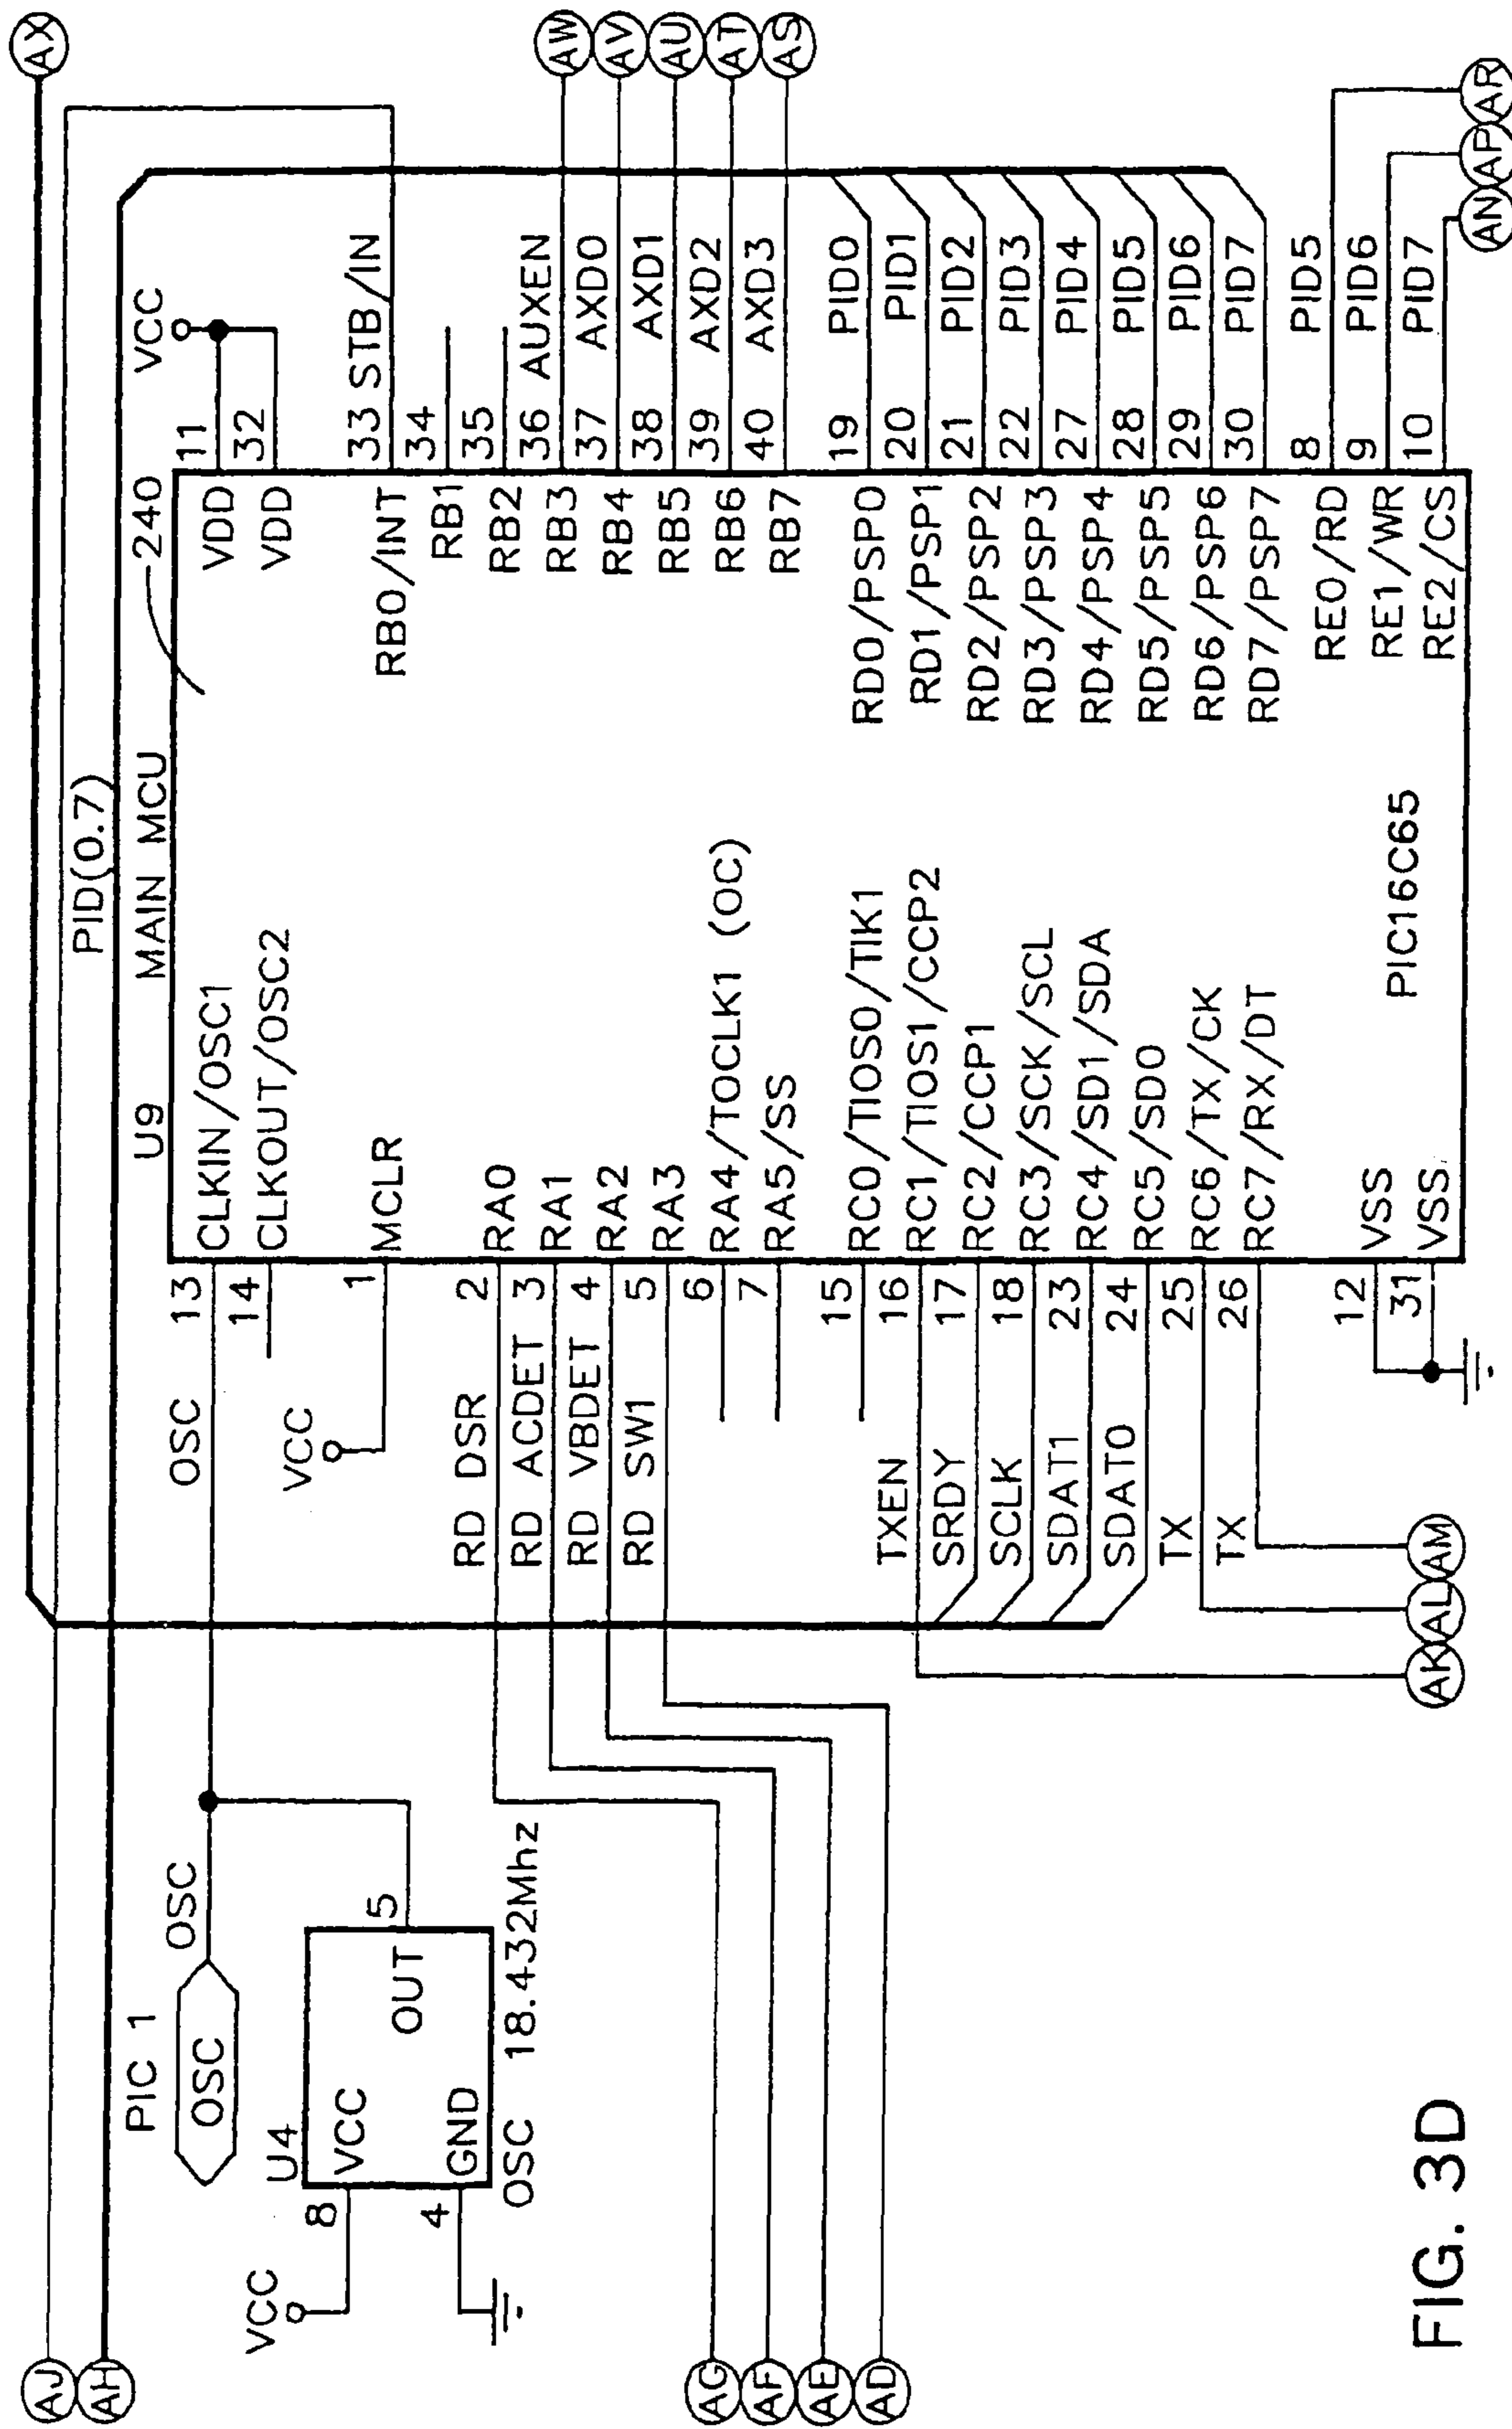 AJ
AH
AX
PID(0.7)
PIC 1
OSC
OSC
U4
VCC
8
VCC
OUT
5
4
GND
OSC 18.432Mhz
AG
AF
AE
AD
U9 MAIN MCU
240
OSC 13 CLKIN/OSC1
14 CLKOUT/OSC2
VCC
1 MCLR
RD DSR 2 RA0
RD ACDET 3 RA1
RD VBDET 4 RA2
RD SW1 5 RA3
6 RA4/TOCLK1 (OC)
7 RA5/SS
15 RC0/TIOS0/TIK1
TXEN 16 RC1/TIOS1/CCP2
SRDY 17 RC2/CCP1
SCLK 18 RC3/SCK/SCL
SDAT1 23 RC4/SD1/SDA
SDATO 24 RC5/SDO
TX 25 RC6/TX/CK
TX 26 RC7/RX/DT
12 VSS
31 VSS
AK
AL
AM
PIC16C65
VCC
VDD 11
VDD 32
RB0/INT 33 STB/IN
RB1 34
RB2 35
RB3 36 AUXEN
RB4 37 AXD0
RB5 38 AXD1
RB6 39 AXD2
RB7 40 AXD3
AW
AV
AU
AT
AS
RD0/PSP0 19 PID0
RD1/PSP1 20 PID1
RD2/PSP2 21 PID2
RD3/PSP3 22 PID3
RD4/PSP4 27 PID4
RD5/PSP5 28 PID5
RD6/PSP6 29 PID6
RD7/PSP7 30 PID7
RE0/RD 8 PID5
RE1/WR 9 PID6
RE2/CS 10 PID7
AN
AP
AR
FIG. 3D